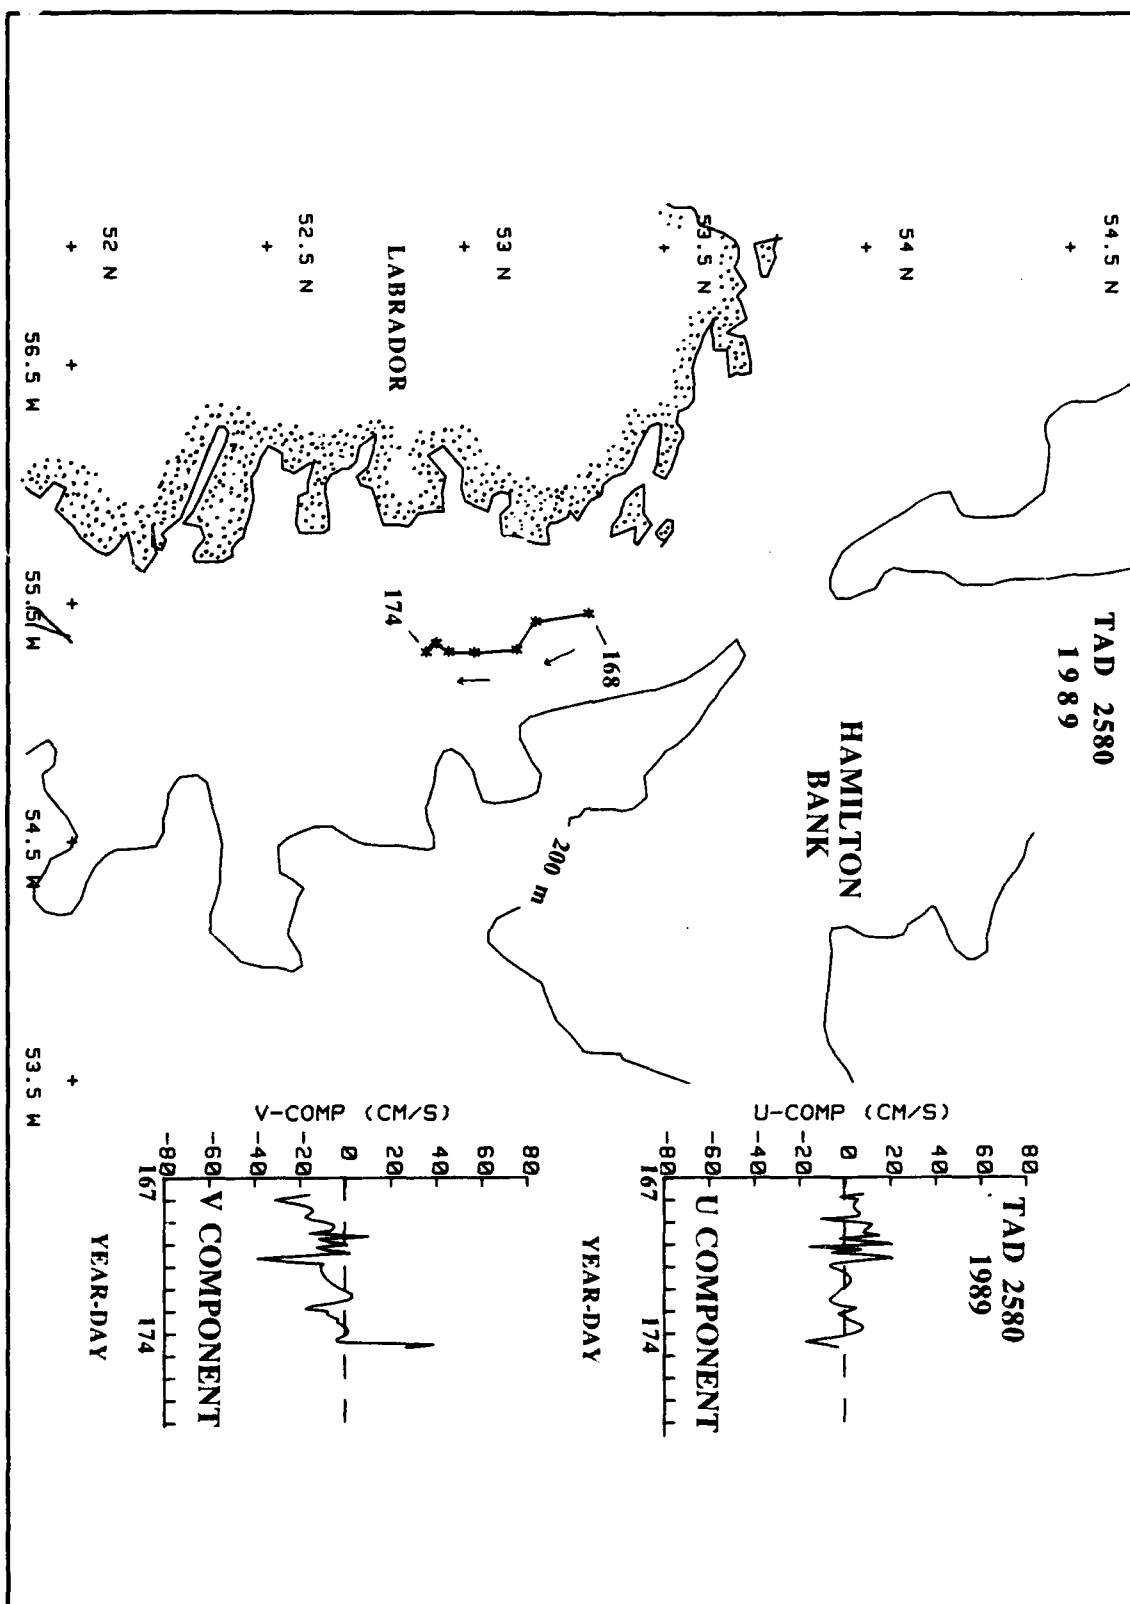 TAD 2580
1989
54.5 N
54 N
53.5 N
53 N
52.5 N
52 N
HAMILTON
BANK
LABRADOR
168
174
200 m
56.5 W
55.5 W
54.5 W
53.5 W
TAD 2580
1989
U-COMP (CM/S)
80
60
40
20
0
-20
-40
-60
-80
U COMPONENT
167
174
YEAR-DAY
V-COMP (CM/S)
80
60
40
20
0
-20
-40
-60
-80
V COMPONENT
167
174
YEAR-DAY